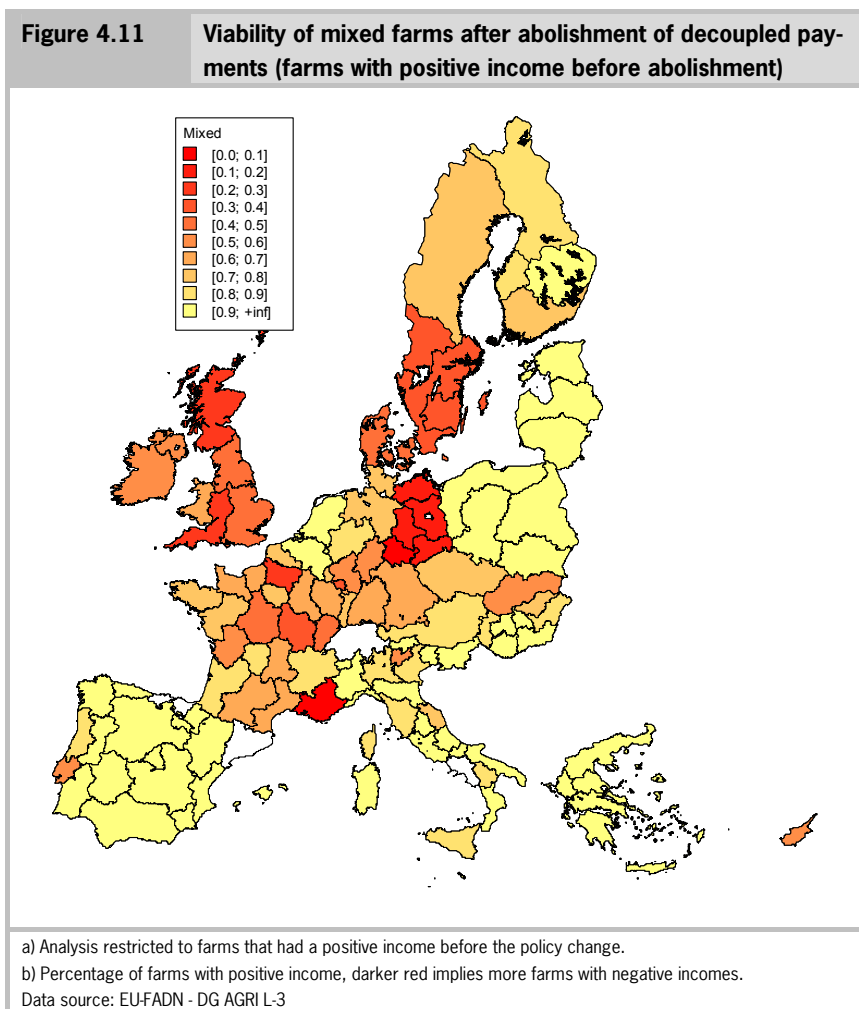 Figure 4.11
Viability of mixed farms after abolishment of decoupled pay-
ments (farms with positive income before abolishment)
Mixed
[0.0; 0.1]
[0.1; 0.2]
[0.2; 0.3]
[0.3; 0.4]
[0.4; 0.5]
[0.5; 0.6]
[0.6; 0.7]
[0.7; 0.8]
[0.8; 0.9]
[0.9; +inf]
a) Analysis restricted to farms that had a positive income before the policy change.
b) Percentage of farms with positive income, darker red implies more farms with negative incomes.
Data source: EU-FADN - DG AGRI L-3